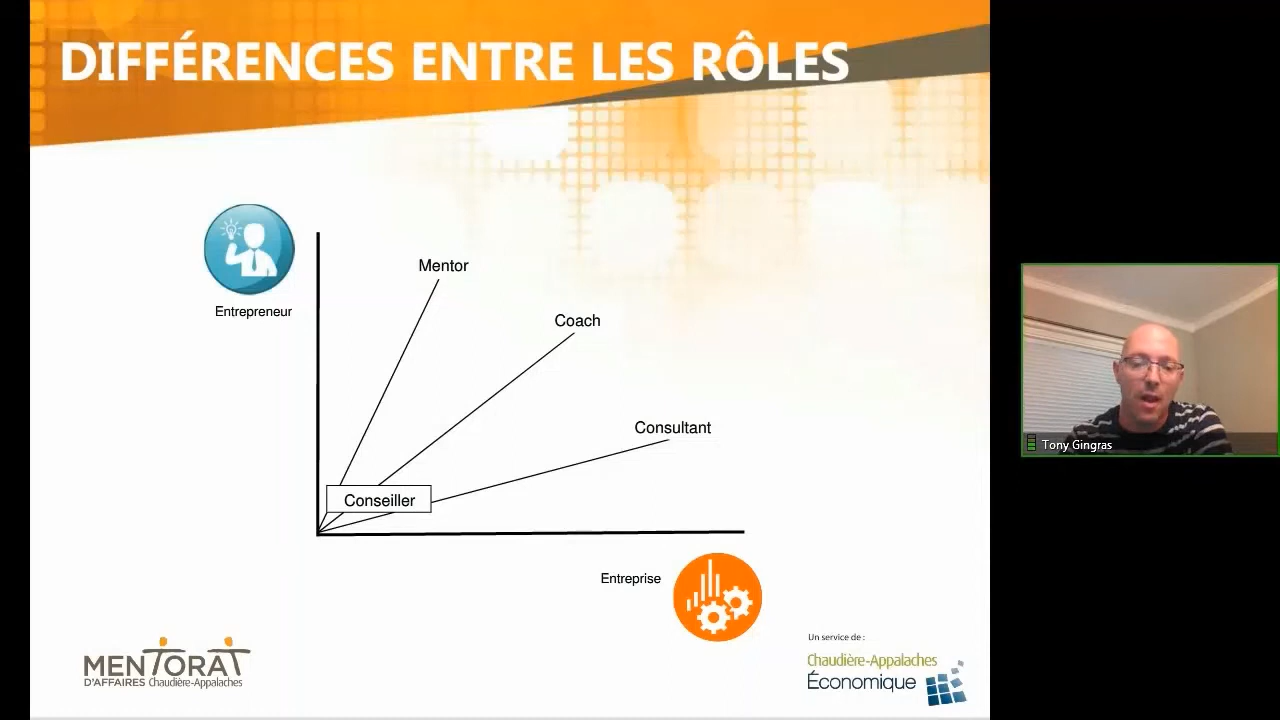 DIFFÉRENCES ENTRE LES RÔLES
Mentor
Entrepreneur
Coach
Consultant
Conseiller
Entreprise
Tony Gingras
Un service de :
MENTORAT
D'AFFAIRES Chaudière-Appalaches
Chaudière-Appalaches
Économique